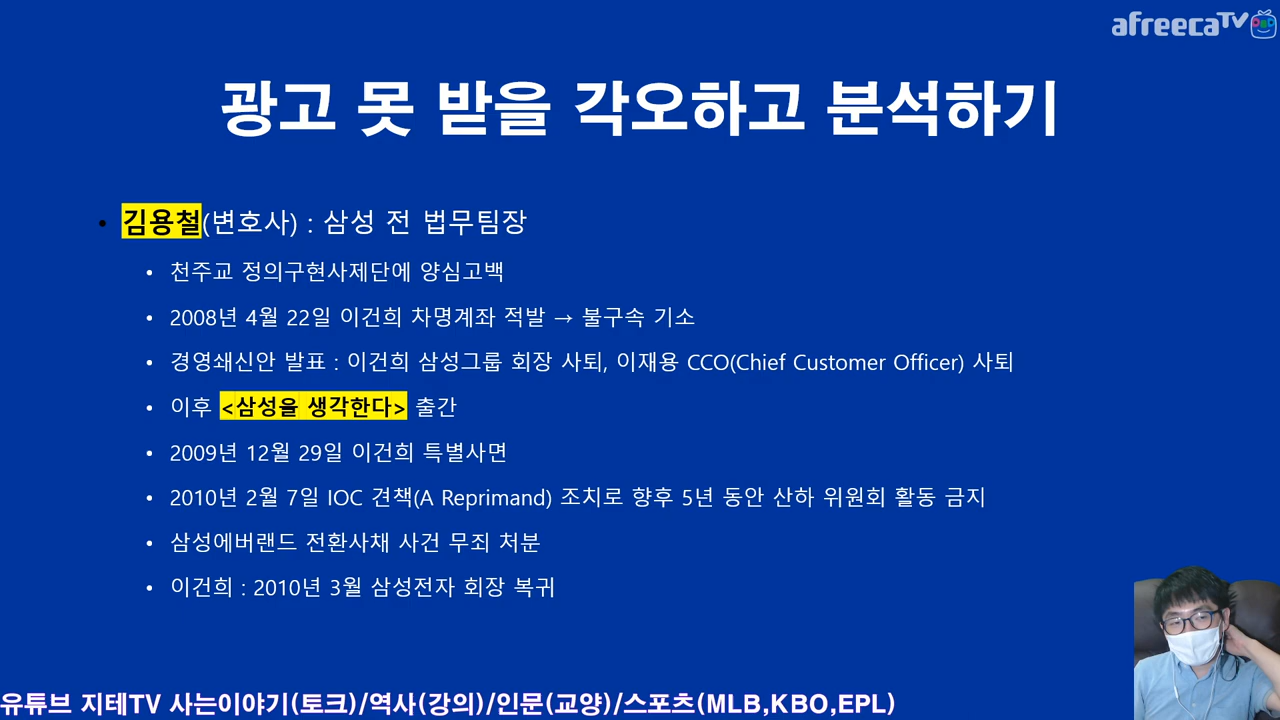 afreecaTV
광고 못 받을 각오하고 분석하기
• 김용철(변호사) : 삼성 전 법무팀장
• 천주교 정의구현사제단에 양심고백
• 2008년 4월 22일 이건희 차명계좌 적발 → 불구속 기소
• 경영쇄신안 발표 : 이건희 삼성그룹 회장 사퇴, 이재용 CCO(Chief Customer Officer) 사퇴
• 이후 <삼성을 생각한다> 출간
• 2009년 12월 29일 이건희 특별사면
• 2010년 2월 7일 IOC 견책(A Reprimand) 조치로 향후 5년 동안 산하 위원회 활동 금지
• 삼성에버랜드 전환사채 사건 무죄 처분
• 이건희 : 2010년 3월 삼성전자 회장 복귀
유튜브 지테TV 사는이야기(토크)/역사(강의)/인문(교양)/스포츠(MLB,KBO,EPL)